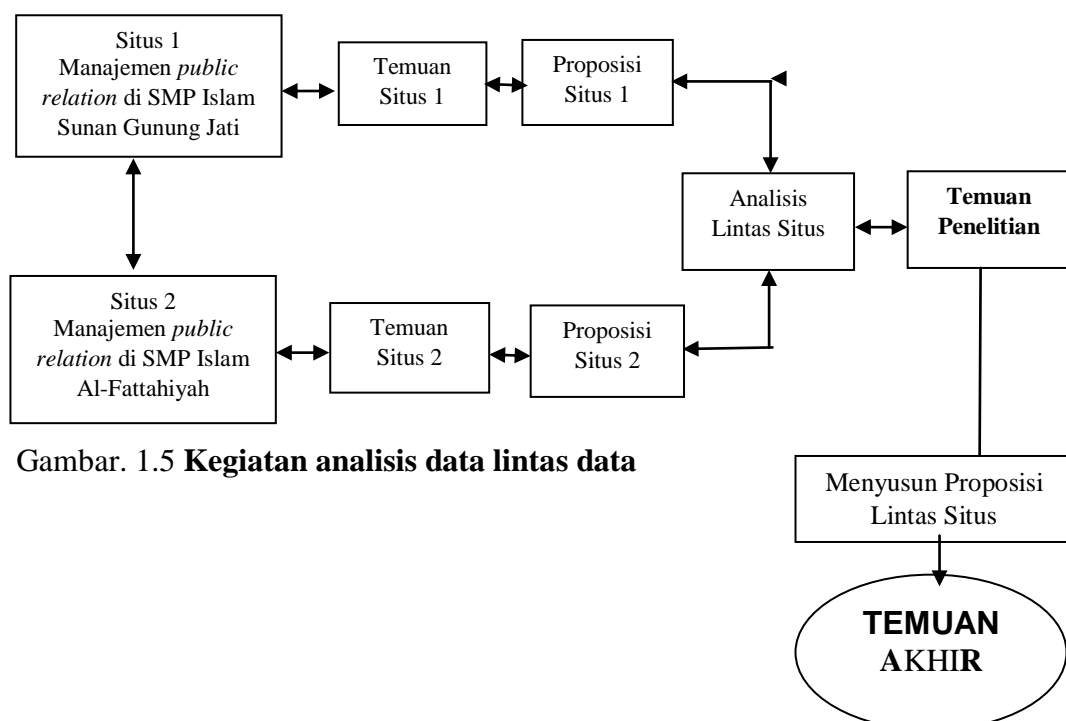 Situs 1
Manajemen public
relation di SMP Islam
Sunan Gunung Jati
Temuan
Situs 1
Proposisi
Situs 1
Analisis
Lintas Situs
Temuan
Penelitian
Situs 2
Manajemen public
relation di SMP Islam
Al-Fattahiyah
Temuan
Situs 2
Proposisi
Situs 2
Gambar. 1.5 Kegiatan analisis data lintas data
Menyusun Proposisi
Lintas Situs
TEMUAN
AKHIR